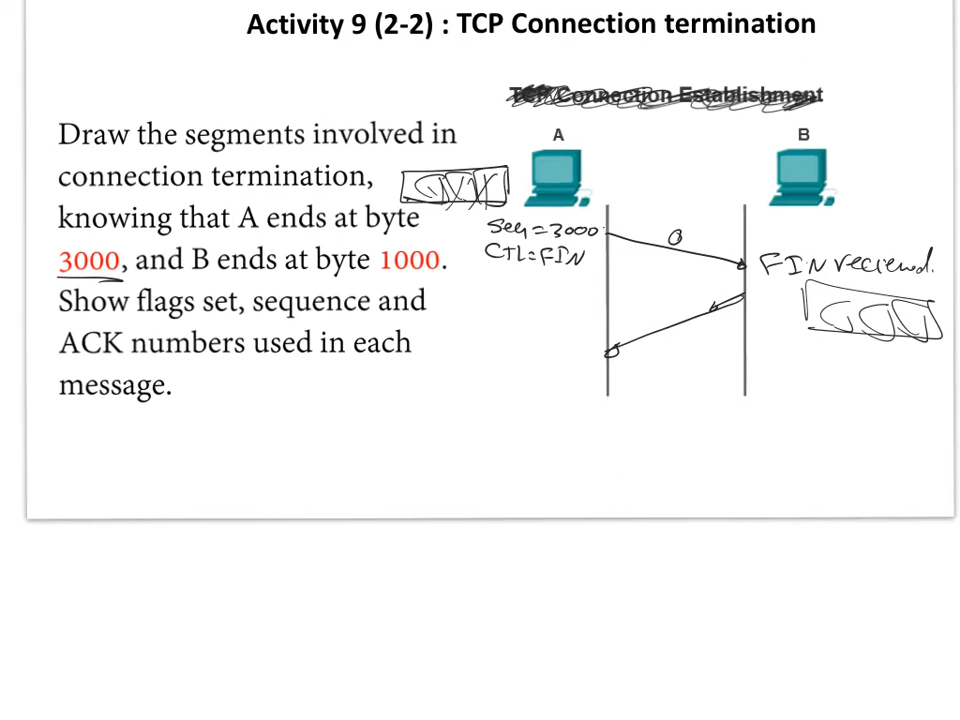 Activity 9 (2-2) : TCP Connection termination
TCP Connection Establishment
Draw the segments involved in
connection termination,
knowing that A ends at byte
3000, and B ends at byte 1000.
Show flags set, sequence and
ACK numbers used in each
message.
A
B
Seq=3000
CTL=FIN
FIN reciewd.